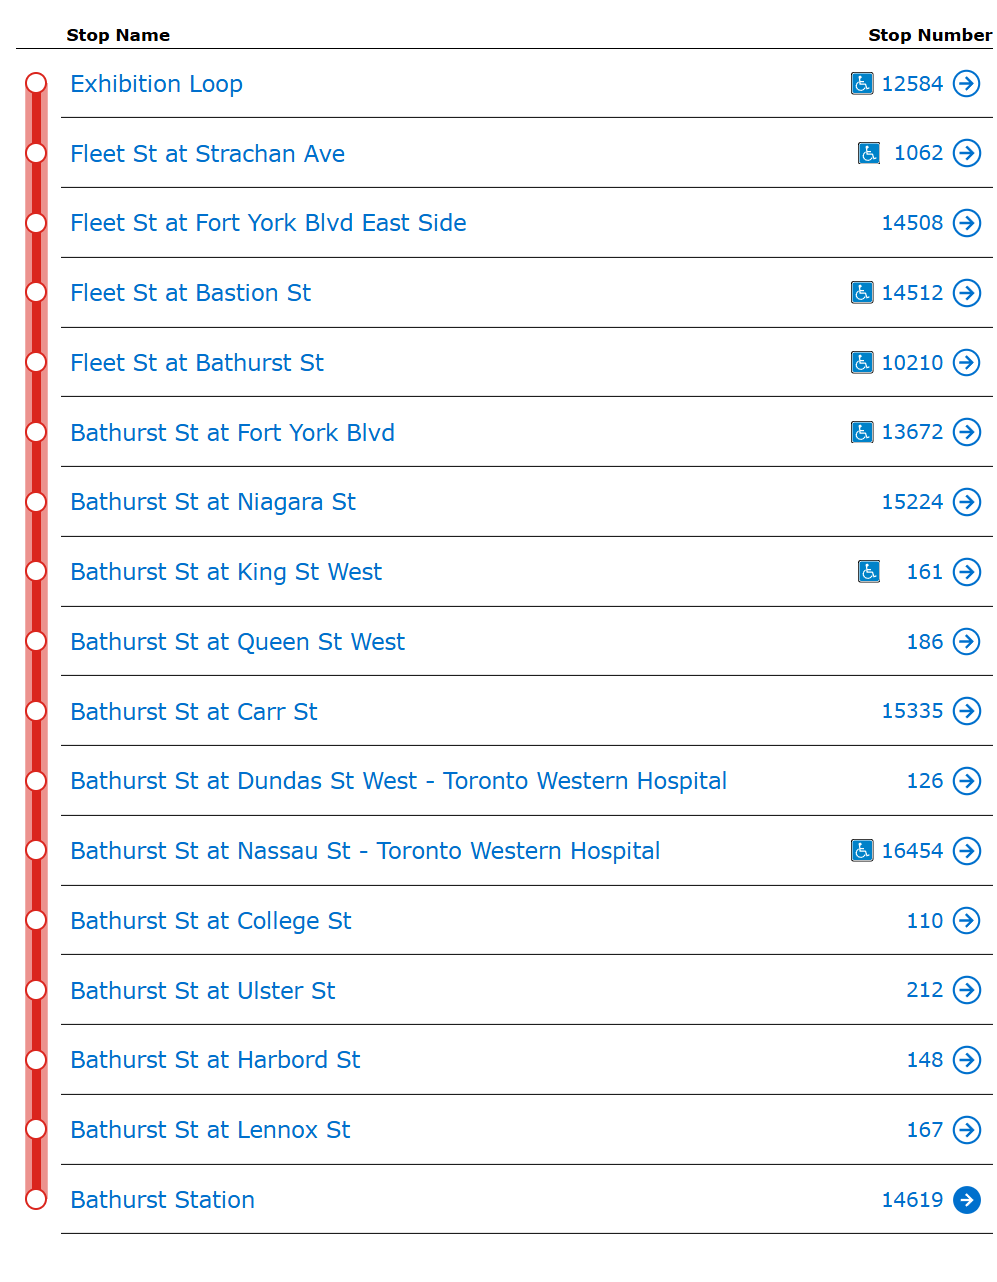 Stop Name Stop Number
Exhibition Loop 12584
Fleet St at Strachan Ave 1062
Fleet St at Fort York Blvd East Side 14508
Fleet St at Bastion St 14512
Fleet St at Bathurst St 10210
Bathurst St at Fort York Blvd 13672
Bathurst St at Niagara St 15224
Bathurst St at King St West 161
Bathurst St at Queen St West 186
Bathurst St at Carr St 15335
Bathurst St at Dundas St West - Toronto Western Hospital 126
Bathurst St at Nassau St - Toronto Western Hospital 16454
Bathurst St at College St 110
Bathurst St at Ulster St 212
Bathurst St at Harbord St 148
Bathurst St at Lennox St 167
Bathurst Station 14619